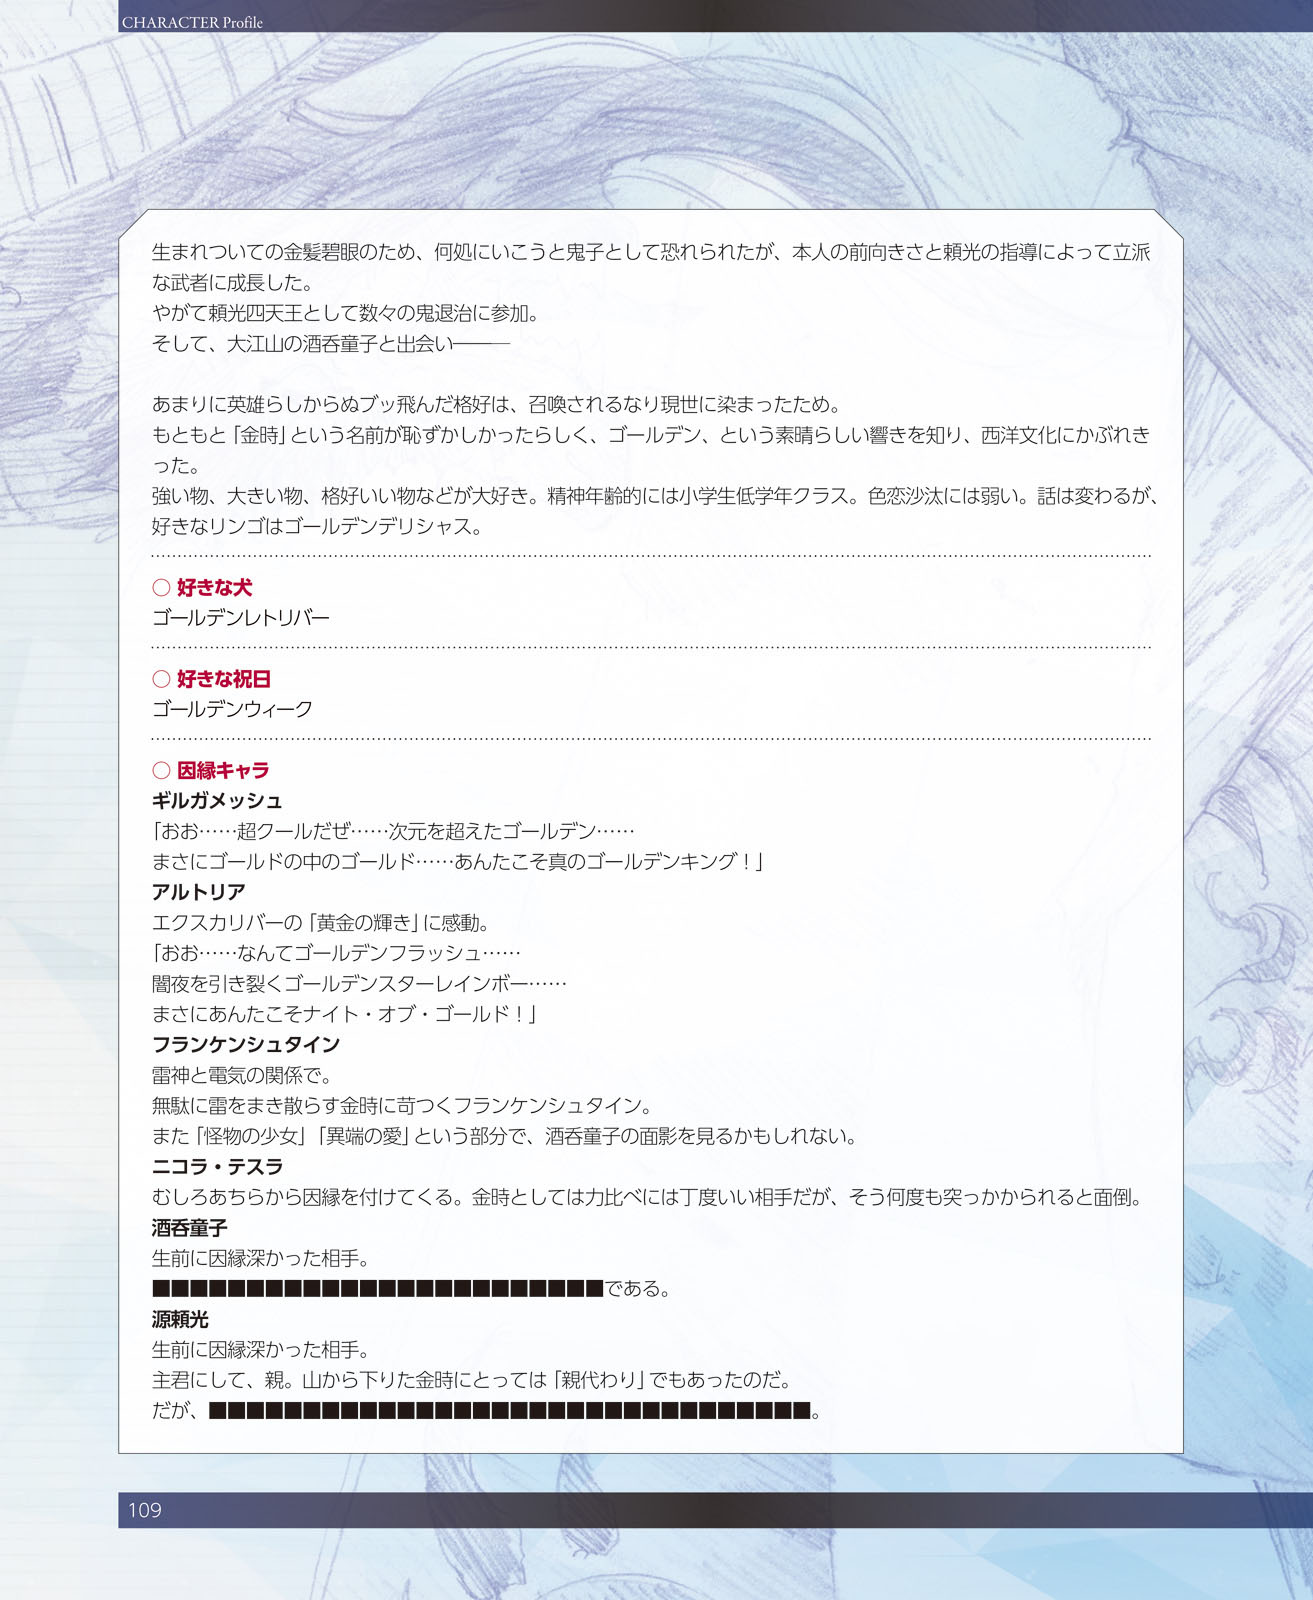 CHARACTER Profile
生まれついての金髪碧眼のため、何処にいこうと鬼子として恐れられたが、本人の前向きさと頼光の指導によって立派
な武者に成長した。
やがて頼光四天王として数々の鬼退治に参加。
そして、大江山の酒呑童子と出会い―――
あまりに英雄らしからぬブッ飛んだ格好は、召喚されるなり現世に染まったため。
もともと「金時」という名前が恥ずかしかったらしく、ゴールデン、という素晴らしい響きを知り、西洋文化にかぶれき
った。
強い物、大きい物、格好いい物などが大好き。精神年齢的には小学生低学年クラス。色恋沙汰には弱い。話は変わるが、
好きなリンゴはゴールデンデリシャス。
○ 好きな犬
ゴールデンレトリバー
○ 好きな祝日
ゴールデンウィーク
○ 因縁キャラ
ギルガメッシュ
「おお……超クールだぜ……次元を超えたゴールデン……
まさにゴールドの中のゴールド……あんたこそ真のゴールデンキング！」
アルトリア
エクスカリバーの「黄金の輝き」に感動。
「おお……なんてゴールデンフラッシュ……
闇夜を引き裂くゴールデンスターレインボー……
まさにあんたこそナイト・オブ・ゴールド！」
フランケンシュタイン
雷神と電気の関係で。
無駄に雷をまき散らす金時に苛つくフランケンシュタイン。
また「怪物の少女」「異端の愛」という部分で、酒呑童子の面影を見るかもしれない。
ニコラ・テスラ
むしろあちらから因縁を付けてくる。金時としては力比べには丁度いい相手だが、そう何度も突っかかられると面倒。
酒呑童子
生前に因縁深かった相手。
■■■■■■■■■■■■■■■■■■■■■■■■である。
源頼光
生前に因縁深かった相手。
主君にして、親。山から下りた金時にとっては「親代わり」でもあったのだ。
だが、■■■■■■■■■■■■■■■■■■■■■■■■■■■■■■■■。
109